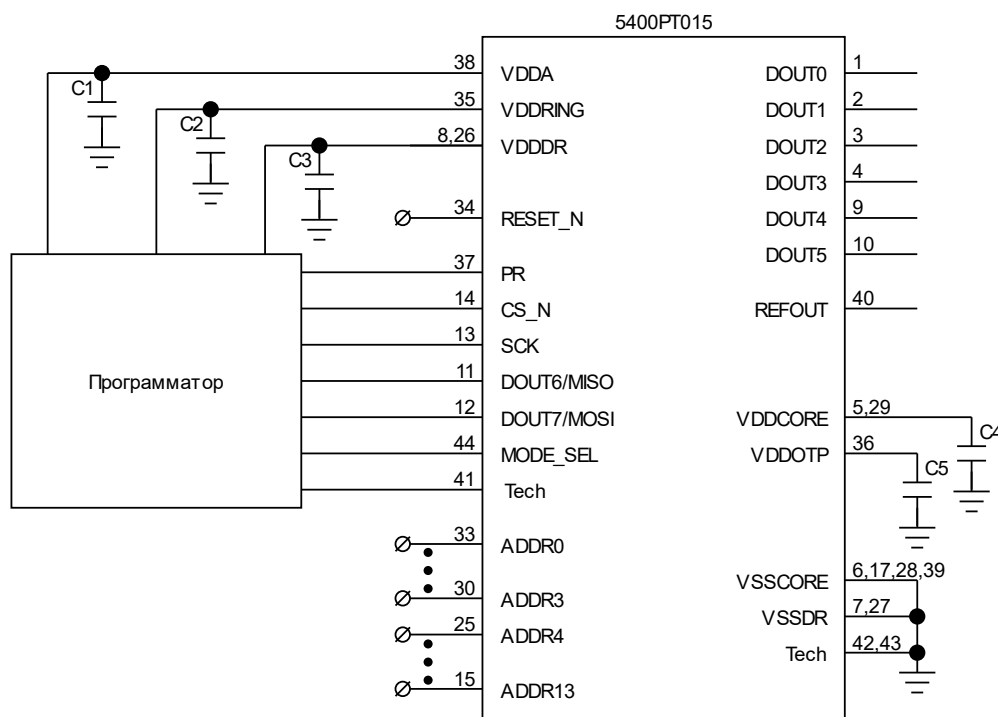 5400РТ015
38 VDDA DOUT0 1
C1
35 VDDRING DOUT1 2
C2
8,26 VDDDR DOUT2 3
C3
DOUT3 4
34 RESET_N DOUT4 9
DOUT5 10
37 PR
14 CS_N REFOUT 40
13 SCK
Программатор
11 DOUT6/MISO
12 DOUT7/MOSI VDDCORE 5,29
C4
44 MODE_SEL VDDOTP 36
C5
41 Tech
33 ADDR0
30 ADDR3 VSSCORE 6,17,28,39
25 ADDR4 VSSDR 7,27
Tech 42,43
15 ADDR13